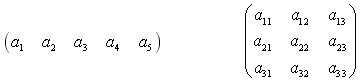 (a₁ a₂ a₃ a₄ a₅)
(a₁₁ a₁₂ a₁₃
a₂₁ a₂₂ a₂₃
a₃₁ a₃₂ a₃₃)